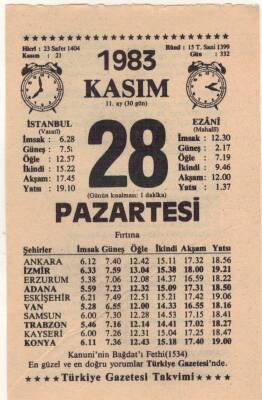 Hicrî : 23 Safer 1404
Kasım : 21
1983
Rûmî : 15 T. Sani 1399
Gün : 332
KASIM
11. ay (30 gün)
İSTANBUL
(Vasatî)
İmsak : 6.28
Güneş : 7.5
Öğle : 12.57
İkindi : 15.22
Akşam : 17.45
Yatsı : 19.10
28
EZÂNÎ
(Mahallî)
İmsak : 12.30
Güneş : 2.17
Öğle : 7.19
İkindi : 9.46
Akşam: 12.00
Yatsı : 1.37
(Günün kısalması: 1 dakika)
PAZARTESİ
Fırtına
Şehirler İmsak Güneş Öğle İkindi Akşam Yatsı
ANKARA 6.12 7.40 12.42 15.11 17.32 18.56
İZMİR 6.33 7.59 13.04 15.38 18.00 19.21
ERZURUM 5.38 7.06 12.08 14.37 16.59 18.22
ADANA 5.59 7.23 12.32 15.09 17.31 18.50
ESKİŞEHİR 6.21 7.49 12.51 15.21 17.42 19.06
VAN 5.28 6.55 12.00 14.33 16.55 18.16
SAMSUN 6.00 7.30 12.28 14.53 17.15 18.41
TRABZON 5.46 7.16 12.14 14.41 17.02 18.27
KAYSERİ 6.00 7.26 12.31 15.04 17.25 18.47
KONYA 6.11 7.36 12.43 15.18 17.40 19.00
Kanunî'nin Bağdat'ı Fethi(1534)
En güzel ve en doğru yorumlar Türkiye Gazetesi'nde.
Türkiye Gazetesi Takvimi